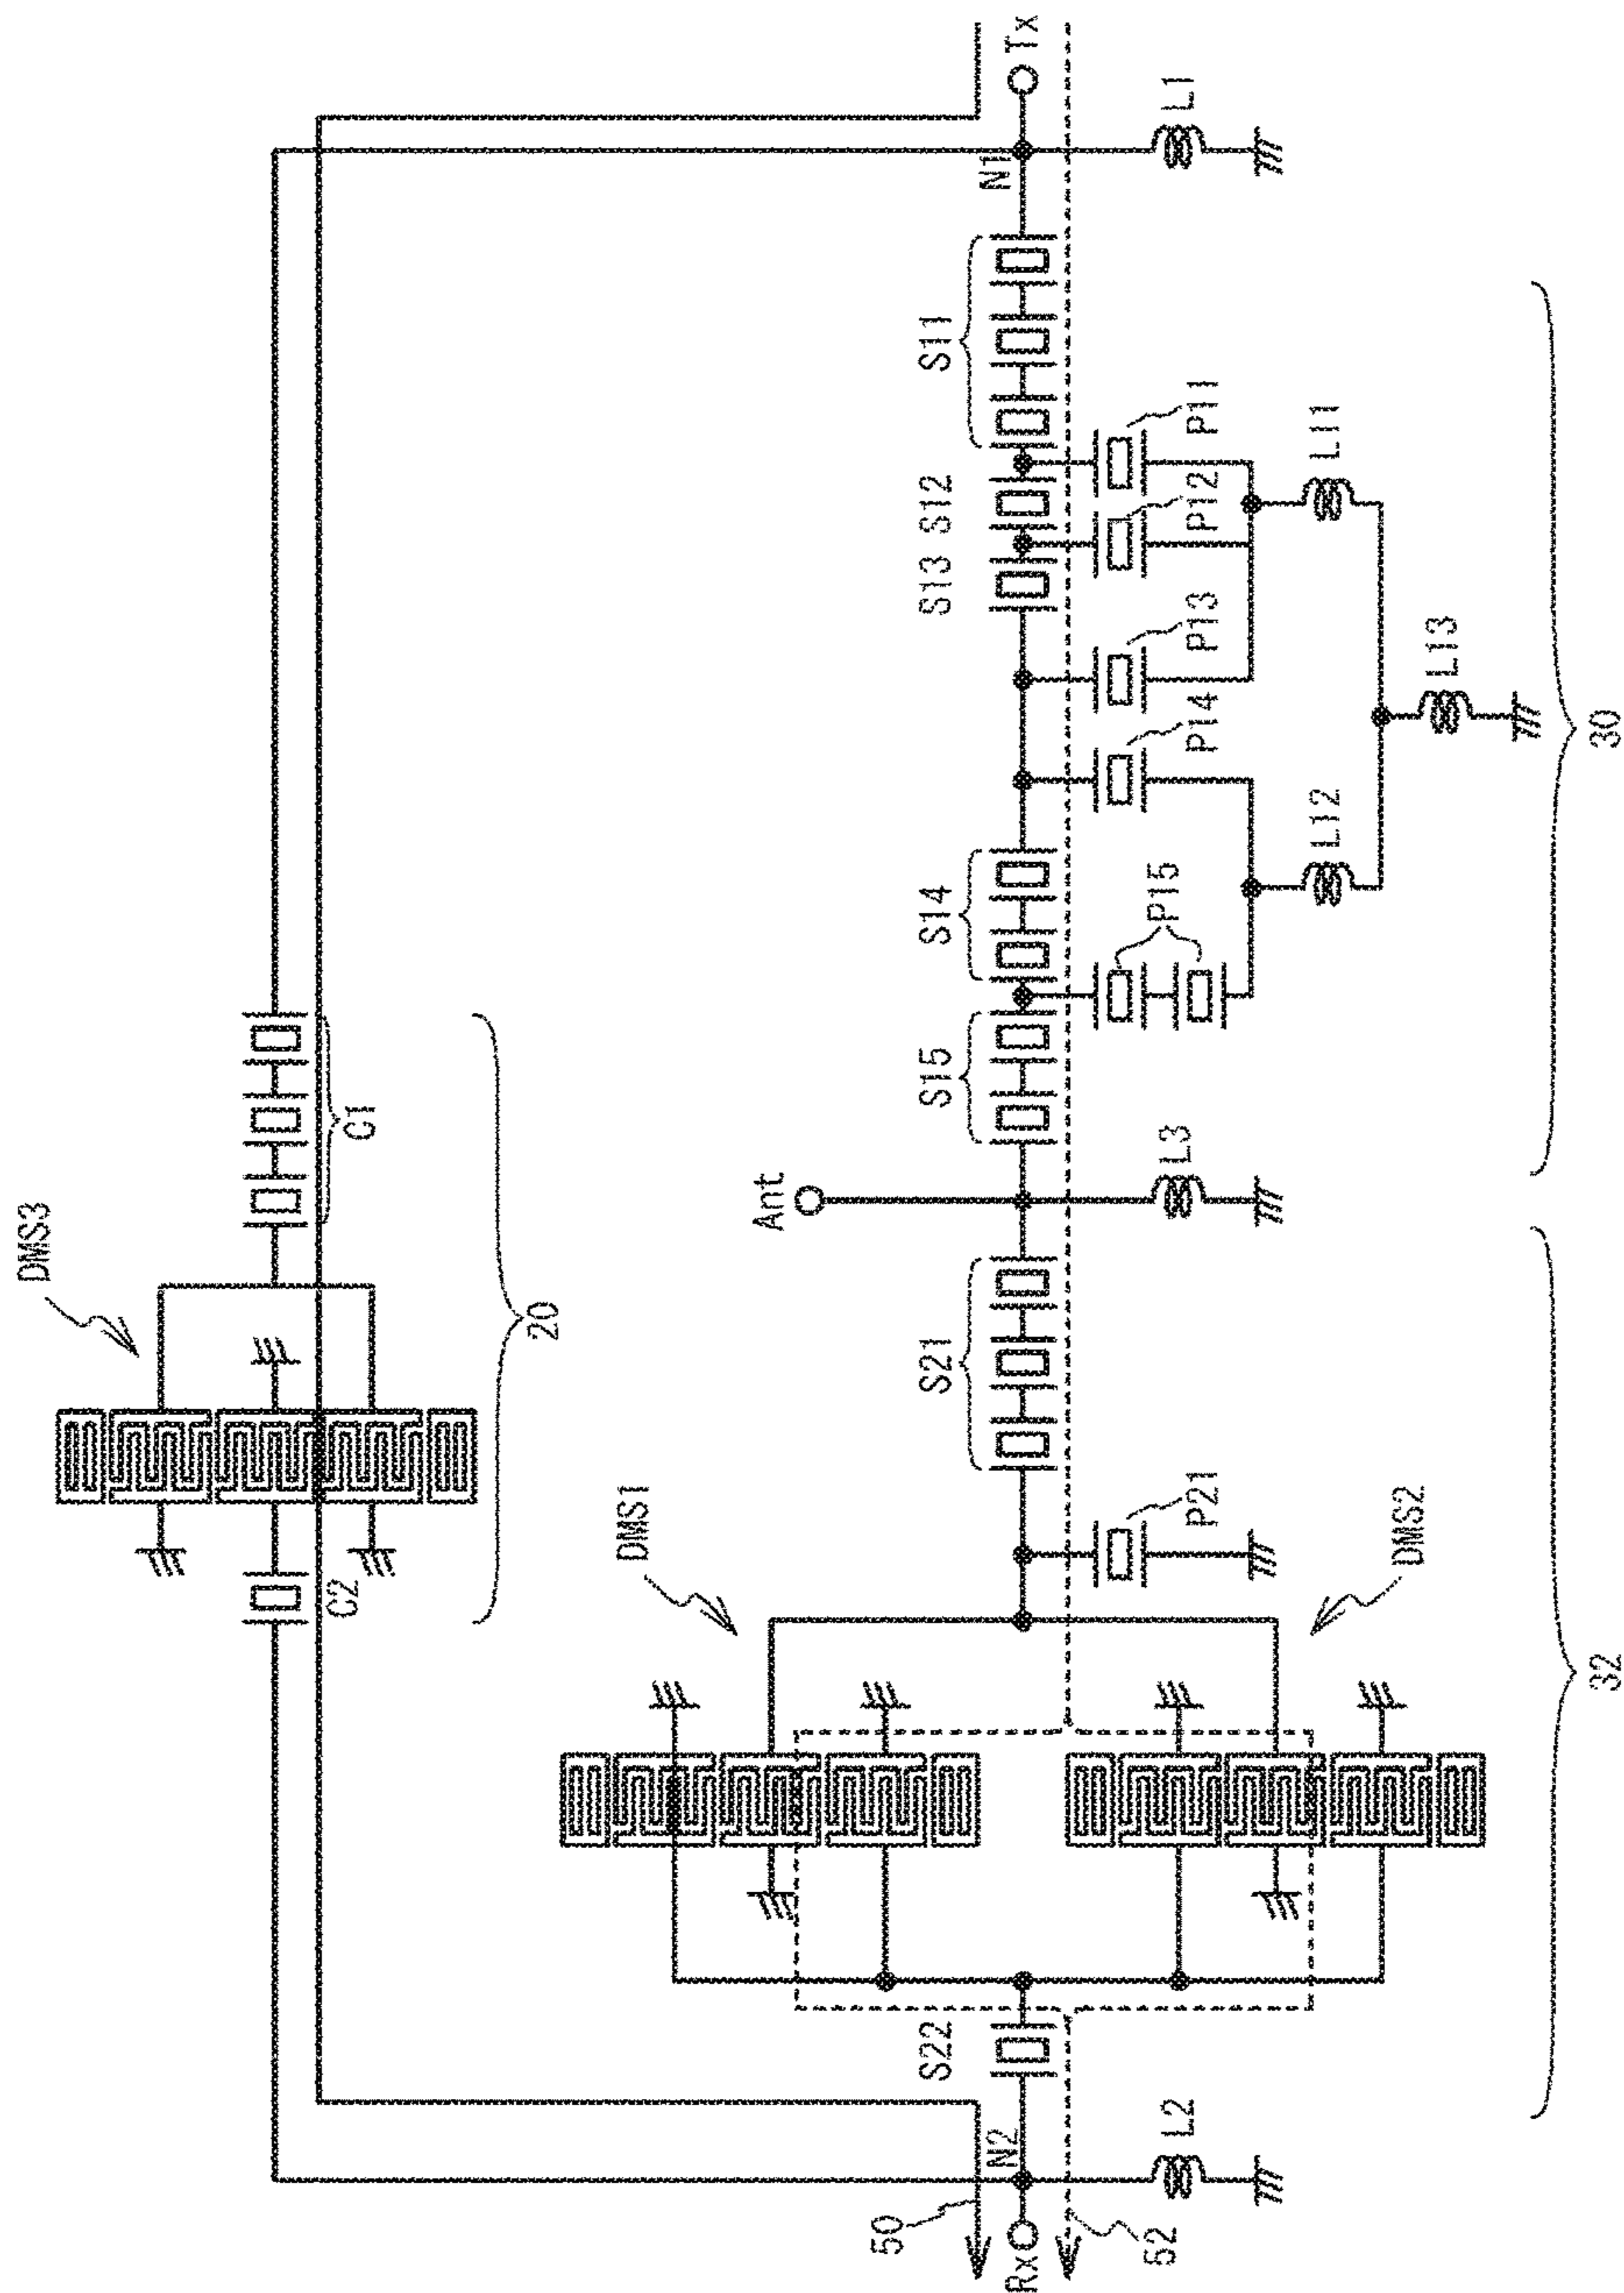 DMS3
C2
C1
20
Ant
DMS1
S22
S21
S15
S14
S13
S12
S11
50
Rx
N2
N1
Tx
52
L2
DMS2
P21
L3
P15
P14
P13
P12
P11
L1
L12
L11
L13
32
30